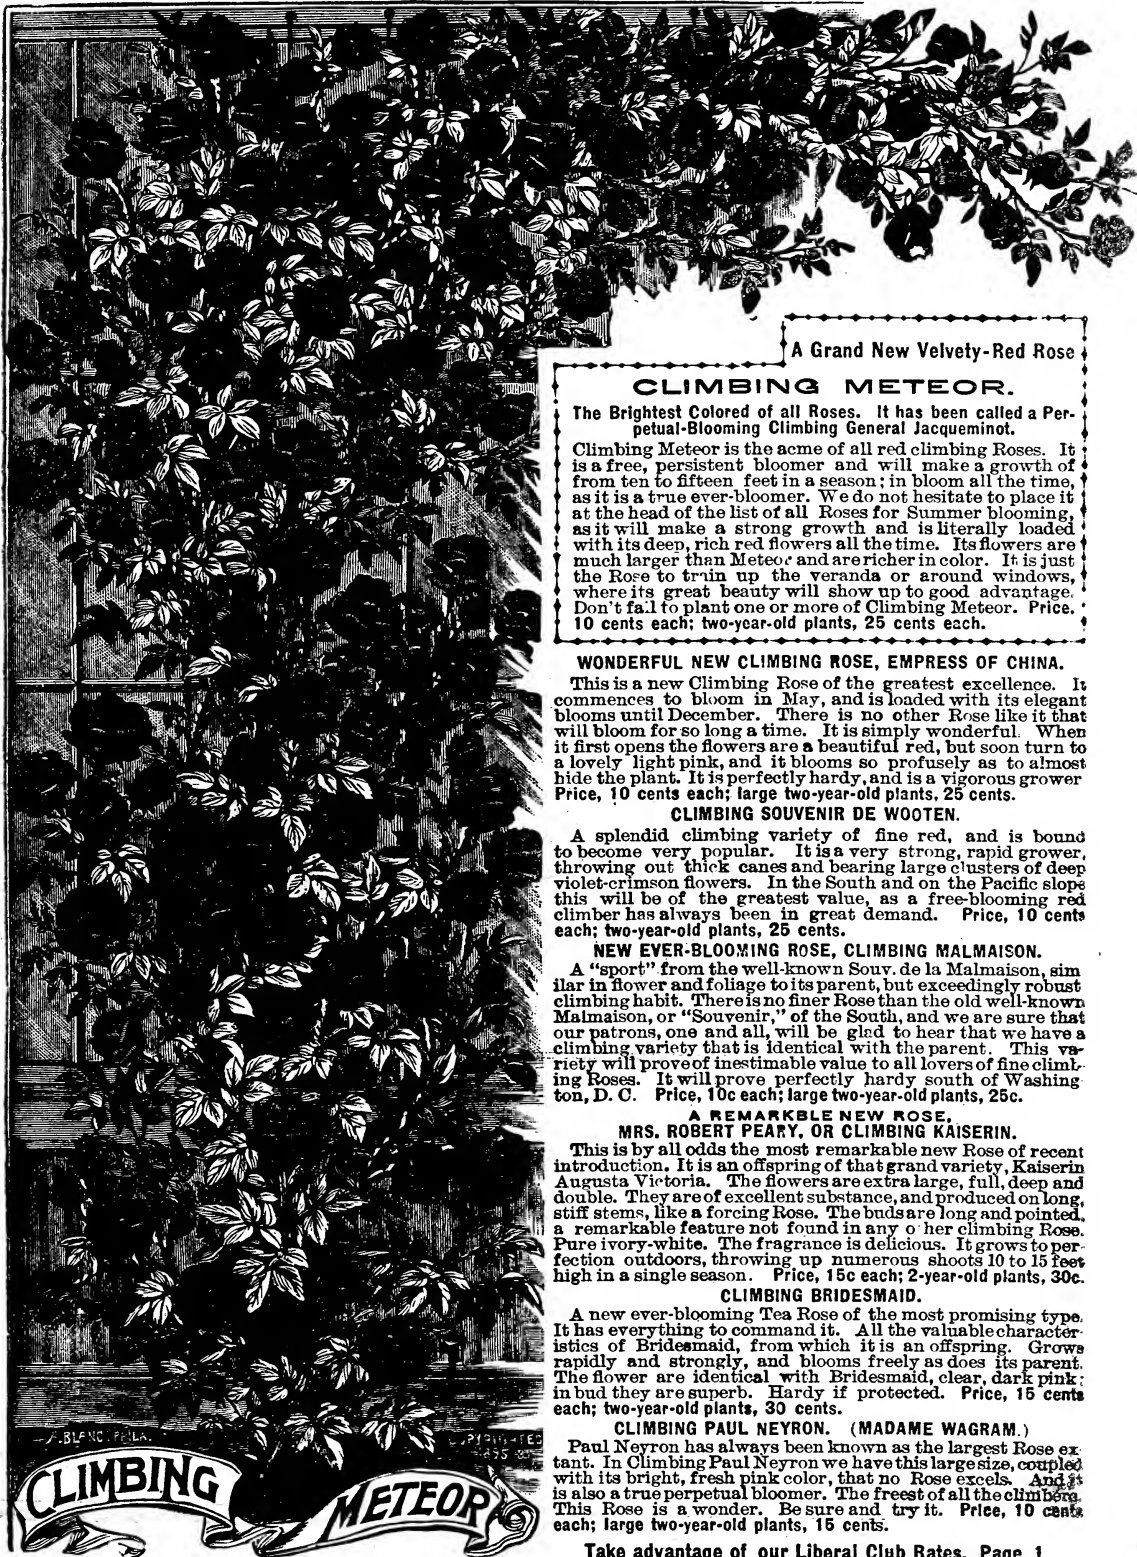 A Grand New Velvety-Red Rose
CLIMBING METEOR.
The Brightest Colored of all Roses. It has been called a Per-
petual-Blooming Climbing General Jacqueminot.
Climbing Meteor is the acme of all red climbing Roses. It
is a free, persistent bloomer and will make a growth of
from ten to fifteen feet in a season; in bloom all the time,
as it is a true ever-bloomer. We do not hesitate to place it
at the head of the list of all Roses for Summer blooming,
as it will make a strong growth and is literally loaded
with its deep, rich red flowers all the time. Its flowers are
much larger than Meteor and are richer in color. It is just
the Rose to train up the veranda or around windows,
where its great beauty will show up to good advantage.
Don't fail to plant one or more of Climbing Meteor. Price.
10 cents each; two-year-old plants, 25 cents each.
WONDERFUL NEW CLIMBING ROSE, EMPRESS OF CHINA.
This is a new Climbing Rose of the greatest excellence. It
commences to bloom in May, and is loaded with its elegant
blooms until December. There is no other Rose like it that
will bloom for so long a time. It is simply wonderful. When
it first opens the flowers are a beautiful red, but soon turn to
a lovely light pink, and it blooms so profusely as to almost
hide the plant. It is perfectly hardy, and is a vigorous grower
Price, 10 cents each; large two-year-old plants, 25 cents.
CLIMBING SOUVENIR DE WOOTEN.
A splendid climbing variety of fine red, and is bound
to become very popular. It is a very strong, rapid grower,
throwing out thick canes and bearing large clusters of deep
violet-crimson flowers. In the South and on the Pacific slope
this will be of the greatest value, as a free-blooming red
climber has always been in great demand. Price, 10 cents
each; two-year-old plants, 25 cents.
NEW EVER-BLOOMING ROSE, CLIMBING MALMAISON.
A "sport" from the well-known Souv. de la Malmaison, sim
ilar in flower and foliage to its parent, but exceedingly robust
climbing habit. There is no finer Rose than the old well-known
Malmaison, or "Souvenir," of the South, and we are sure that
our patrons, one and all, will be glad to hear that we have a
climbing variety that is identical with the parent. This va-
riety will prove of inestimable value to all lovers of fine climb-
ing Roses. It will prove perfectly hardy south of Washing
ton, D. C. Price, 10c each; large two-year-old plants, 25c.
A REMARKBLE NEW ROSE,
MRS. ROBERT PEARY, OR CLIMBING KAISERIN.
This is by all odds the most remarkable new Rose of recent
introduction. It is an offspring of that grand variety, Kaiserin
Augusta Victoria. The flowers are extra large, full, deep and
double. They are of excellent substance, and produced on long,
stiff stems, like a forcing Rose. The buds are long and pointed,
a remarkable feature not found in any o her climbing Rose.
Pure ivory-white. The fragrance is delicious. It grows to per-
fection outdoors, throwing up numerous shoots 10 to 15 feet
high in a single season. Price, 15c each; 2-year-old plants, 30c.
CLIMBING BRIDESMAID.
A new ever-blooming Tea Rose of the most promising type.
It has everything to command it. All the valuable character-
istics of Bridesmaid, from which it is an offspring. Grows
rapidly and strongly, and blooms freely as does its parent.
The flower are identical with Bridesmaid, clear, dark pink;
in bud they are superb. Hardy if protected. Price, 15 cents
each; two-year-old plants, 30 cents.
CLIMBING PAUL NEYRON. (MADAME WAGRAM.)
Paul Neyron has always been known as the largest Rose ex
tant. In Climbing Paul Neyron we have this large size, coupled
with its bright, fresh pink color, that no Rose excels. And it
is also a true perpetual bloomer. The freest of all the climbers.
This Rose is a wonder. Be sure and try it. Price, 10 cents
each; large two-year-old plants, 15 cents.
Take advantage of our Liberal Club Rates. Page 1
A. BLANC. PHILA.
CLIMBING
METEOR